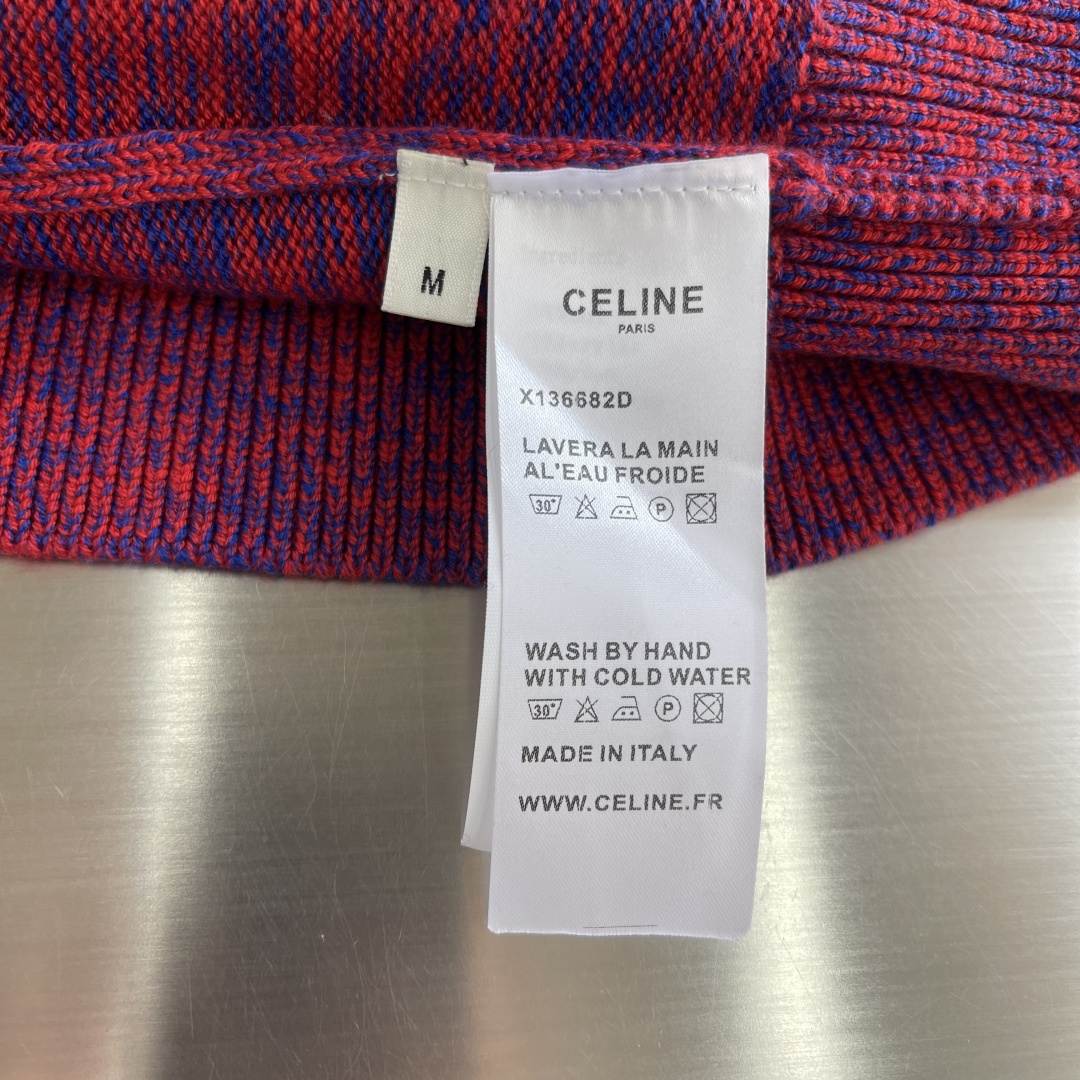 M
CELINE
PARIS
X136682D
LAVERA LA MAIN
AL'EAU FROIDE
30° P
WASH BY HAND
WITH COLD WATER
30° P
MADE IN ITALY
WWW.CELINE.FR